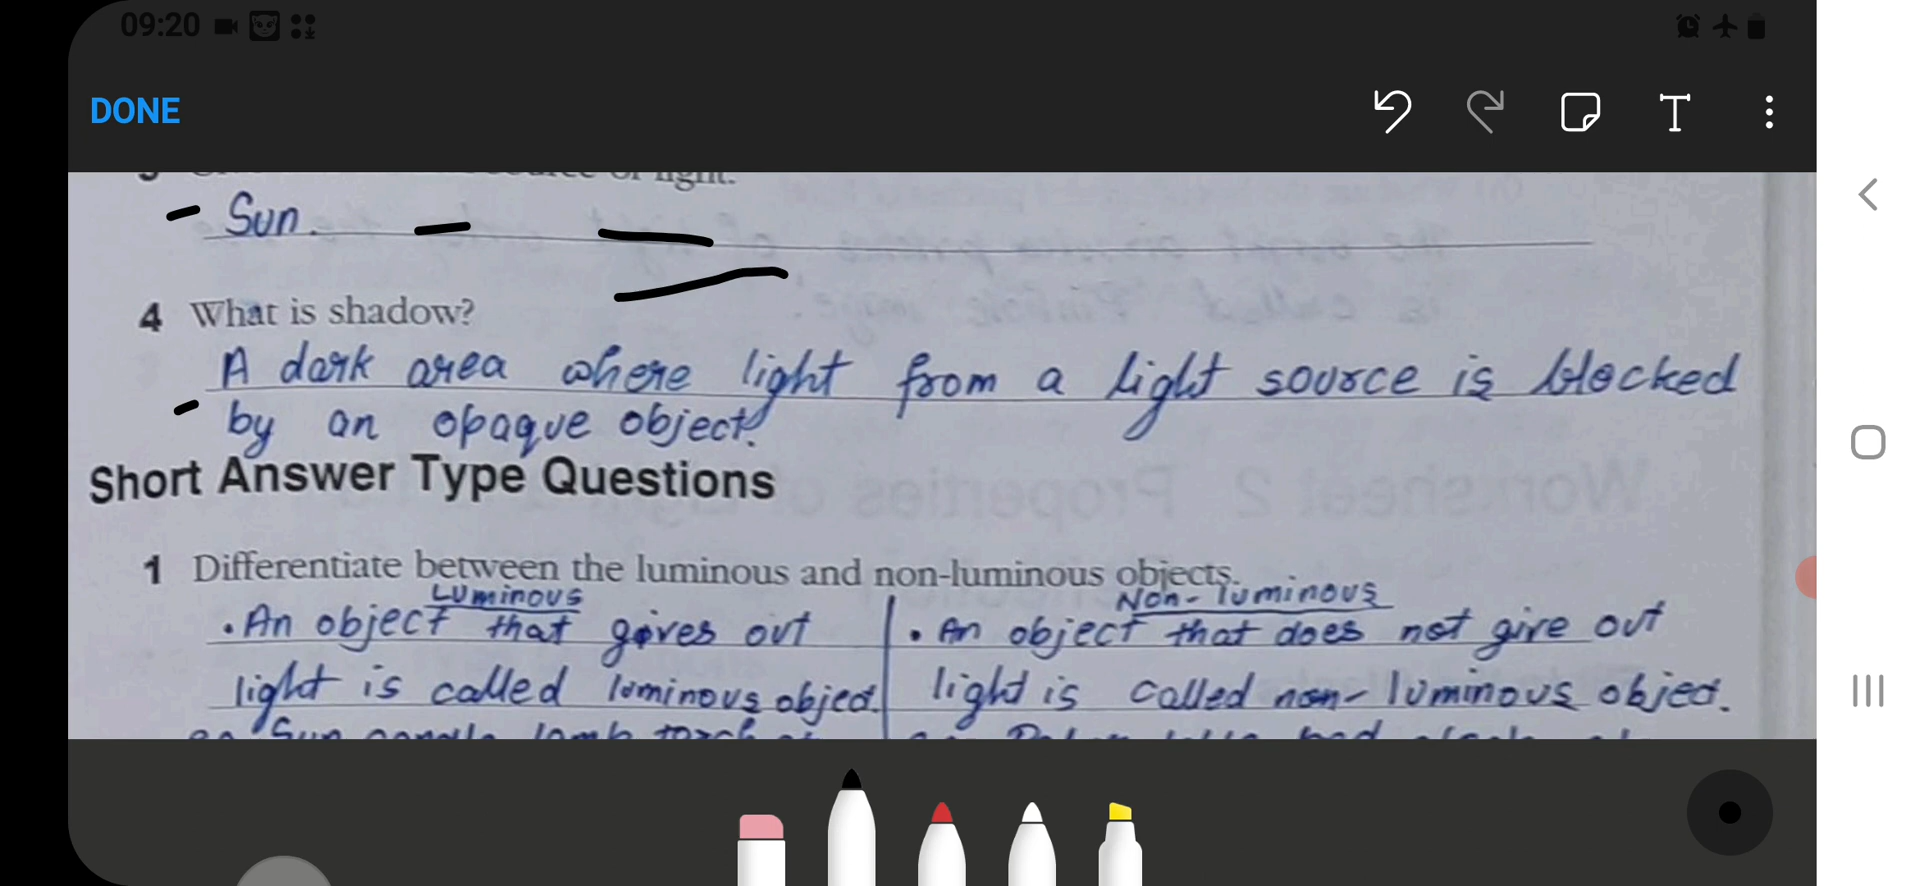 09:20
DONE
T
light.
Sun.
4 What is shadow?
A dark area where light from a light source is blocked
by an opaque object.
Short Answer Type Questions
1 Differentiate between the luminous and non-luminous objects.
Luminous Non-luminous
• An object that gives out • An object that does not give out
light is called luminous object. light is called non-luminous object.